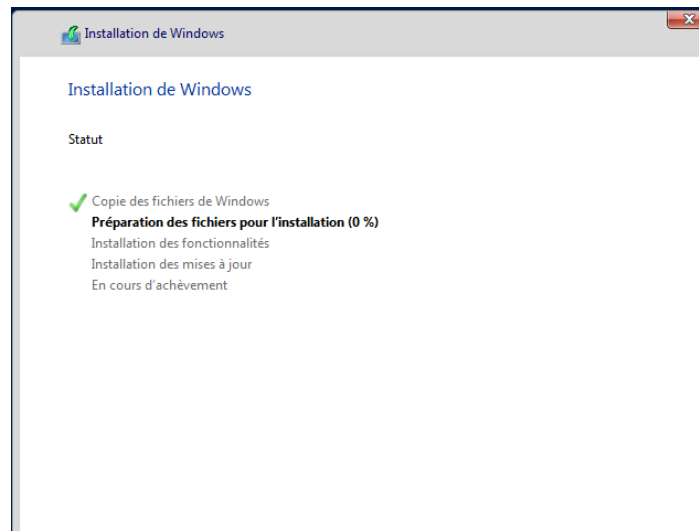 Installation de Windows
Installation de Windows
Statut
Copie des fichiers de Windows
Préparation des fichiers pour l'installation (0 %)
Installation des fonctionnalités
Installation des mises à jour
En cours d'achèvement